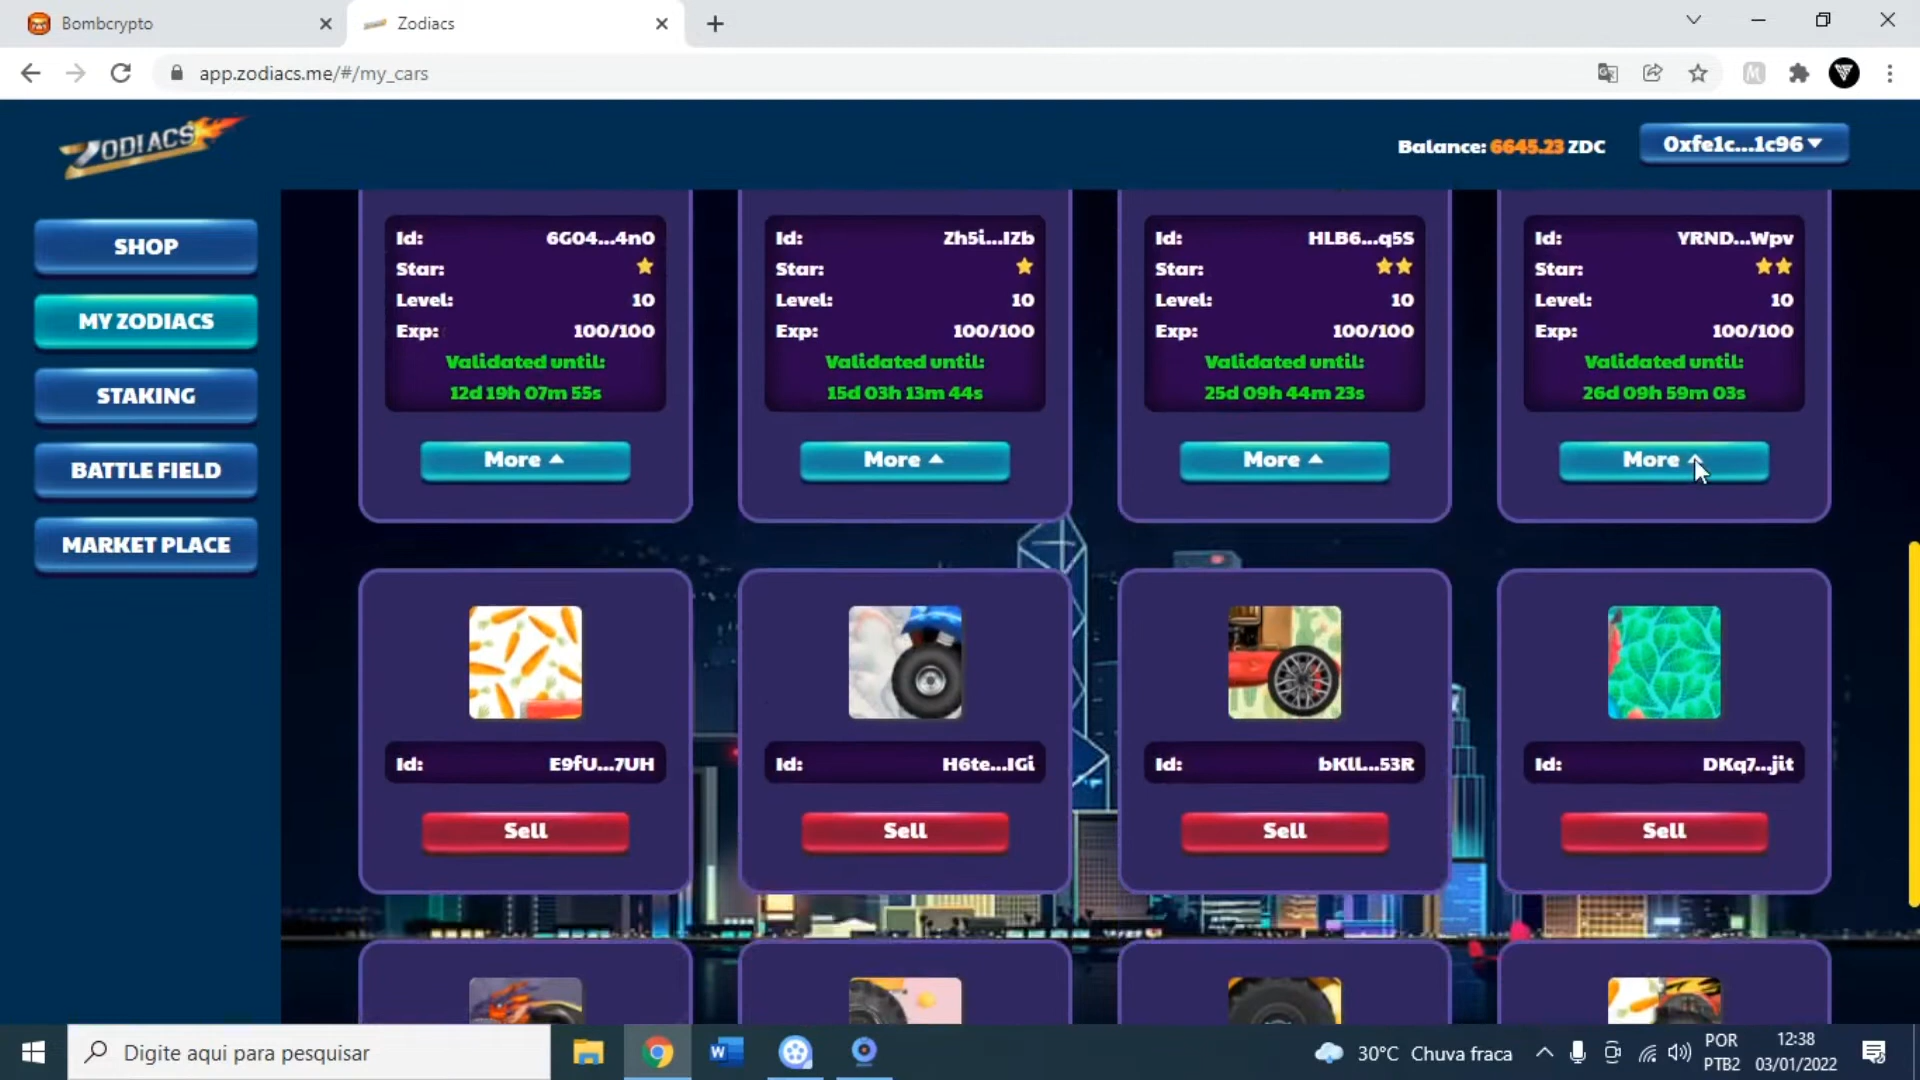 Bombcrypto
Zodiacs
app.zodiacs.me/#/my_cars
ZODIACS
Balance: 6645.23 ZDC
0xfe1c...1c96
SHOP
MY ZODIACS
STAKING
BATTLE FIELD
MARKET PLACE
Id: 6GO4...4n0
Star:
Level: 10
Exp: 100/100
Validated until:
12d 19h 07m 55s
More
Id: Zh5i...IZb
Star:
Level: 10
Exp: 100/100
Validated until:
15d 03h 13m 44s
More
Id: HLB6...q5S
Star:
Level: 10
Exp: 100/100
Validated until:
25d 09h 44m 23s
More
Id: YRND...Wpv
Star:
Level: 10
Exp: 100/100
Validated until:
26d 09h 59m 03s
More
Id: E9fU...7UH
Sell
Id: H6te...IGi
Sell
Id: bKll...53R
Sell
Id: DKq7...jit
Sell
Digite aqui para pesquisar
30°C Chuva fraca
POR
PTB2
12:38
03/01/2022